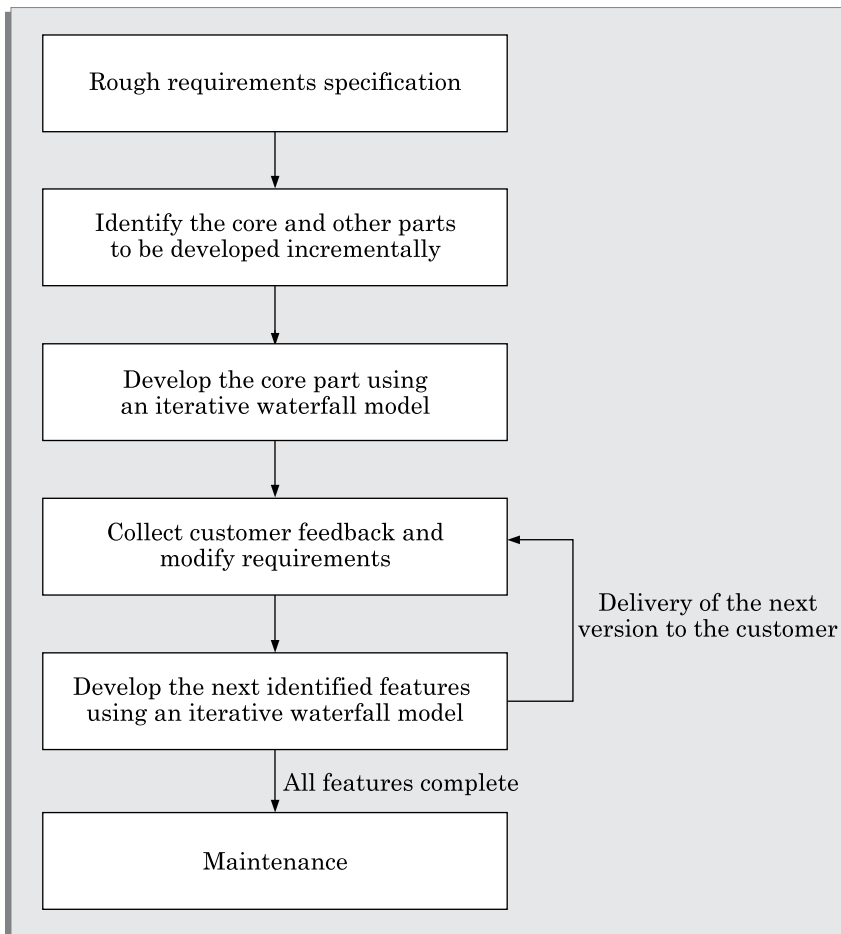 Rough requirements specification
Identify the core and other parts
to be developed incrementally
Develop the core part using
an iterative waterfall model
Collect customer feedback and
modify requirements
Delivery of the next
version to the customer
Develop the next identified features
using an iterative waterfall model
All features complete
Maintenance